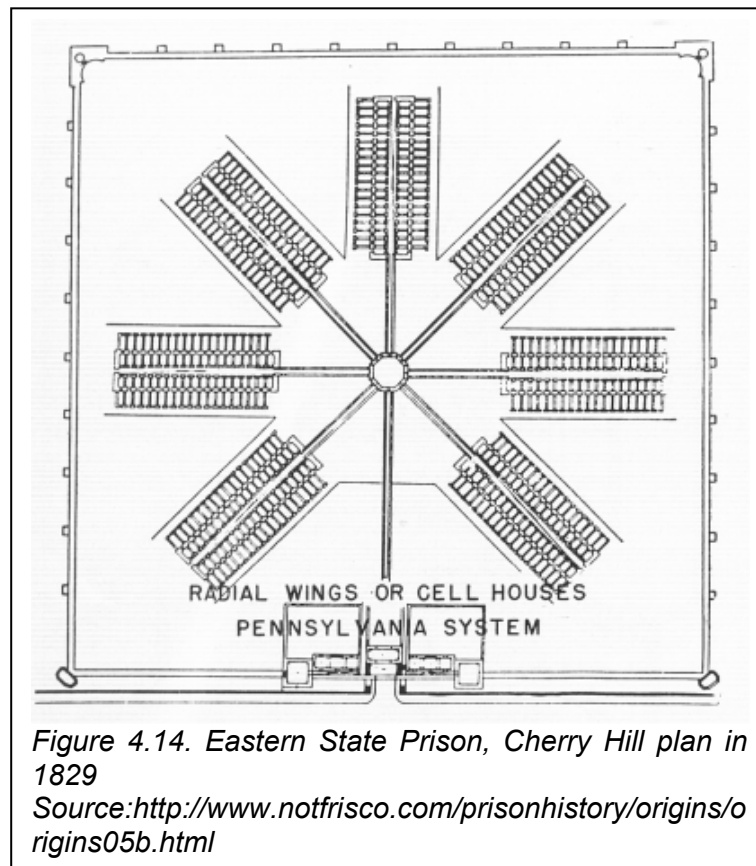 RADIAL WINGS OR CELL HOUSES
PENNSYLVANIA SYSTEM
Figure 4.14. Eastern State Prison, Cherry Hill plan in
1829
Source:http://www.notfrisco.com/prisonhistory/origins/o
rigins05b.html